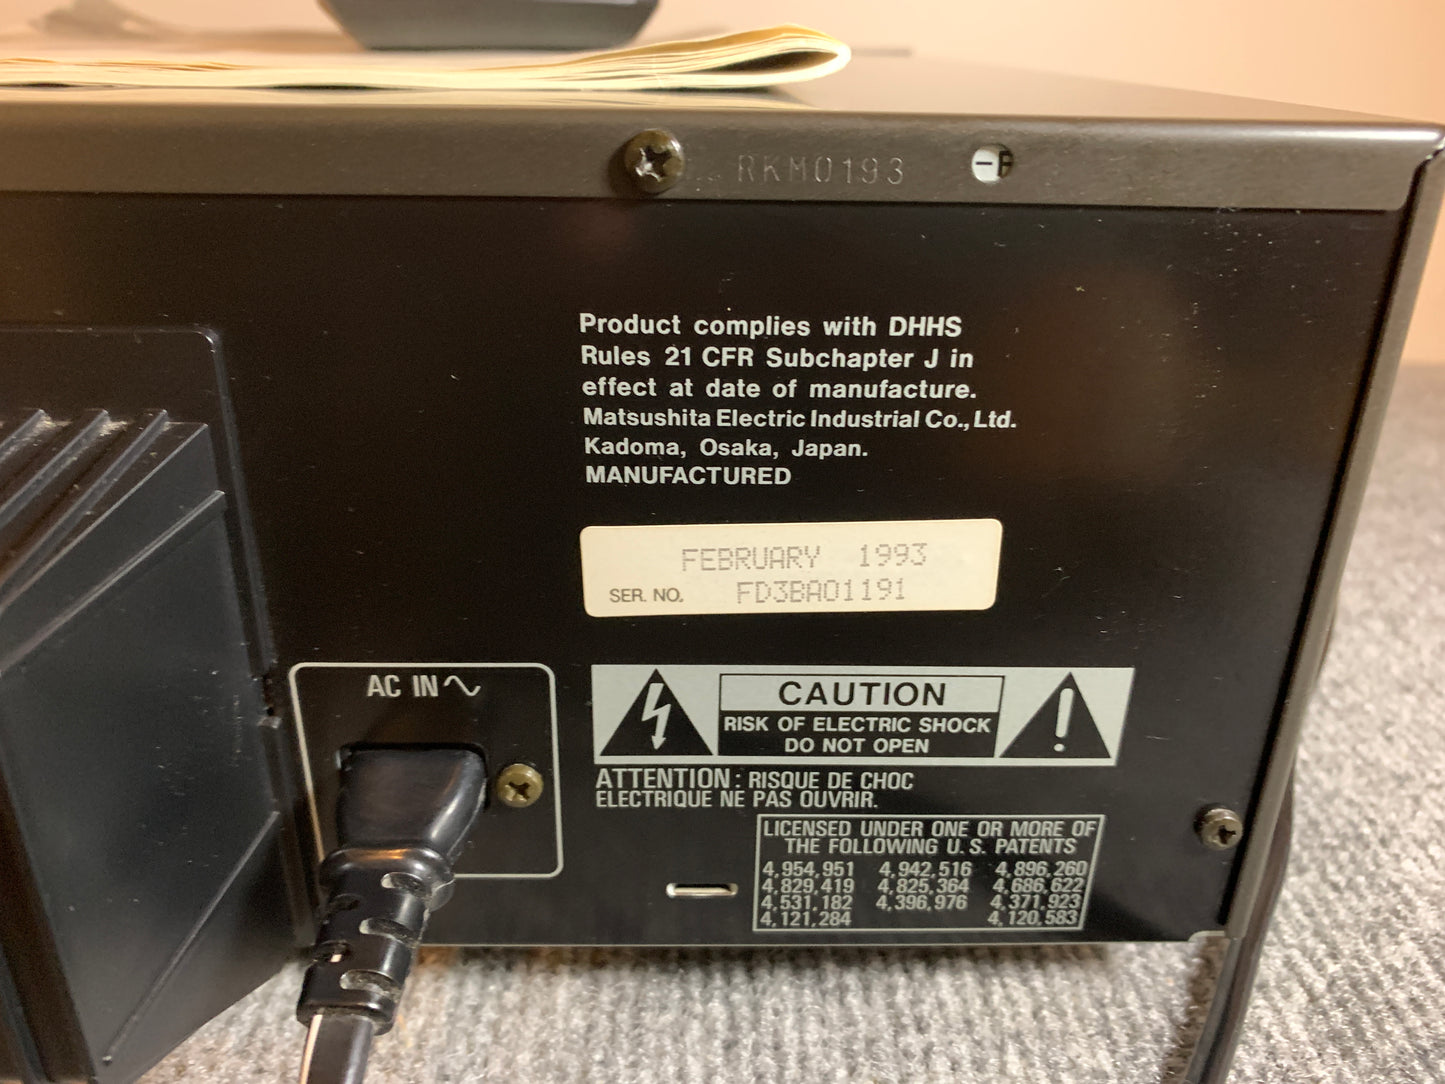 RKM0193
Product complies with DHHS
Rules 21 CFR Subchapter J in
effect at date of manufacture.
Matsushita Electric Industrial Co., Ltd.
Kadoma, Osaka, Japan.
MANUFACTURED
FEBRUARY 1993
SER. NO. FD3BA01191
AC IN
CAUTION
RISK OF ELECTRIC SHOCK
DO NOT OPEN
ATTENTION: RISQUE DE CHOC
ELECTRIQUE NE PAS OUVRIR.
LICENSED UNDER ONE OR MORE OF
THE FOLLOWING U.S. PATENTS
4,954,951 4,942,516 4,896,260
4,829,419 4,825,364 4,686,622
4,531,182 4,396,976 4,371,923
4,121,284 4,120,583